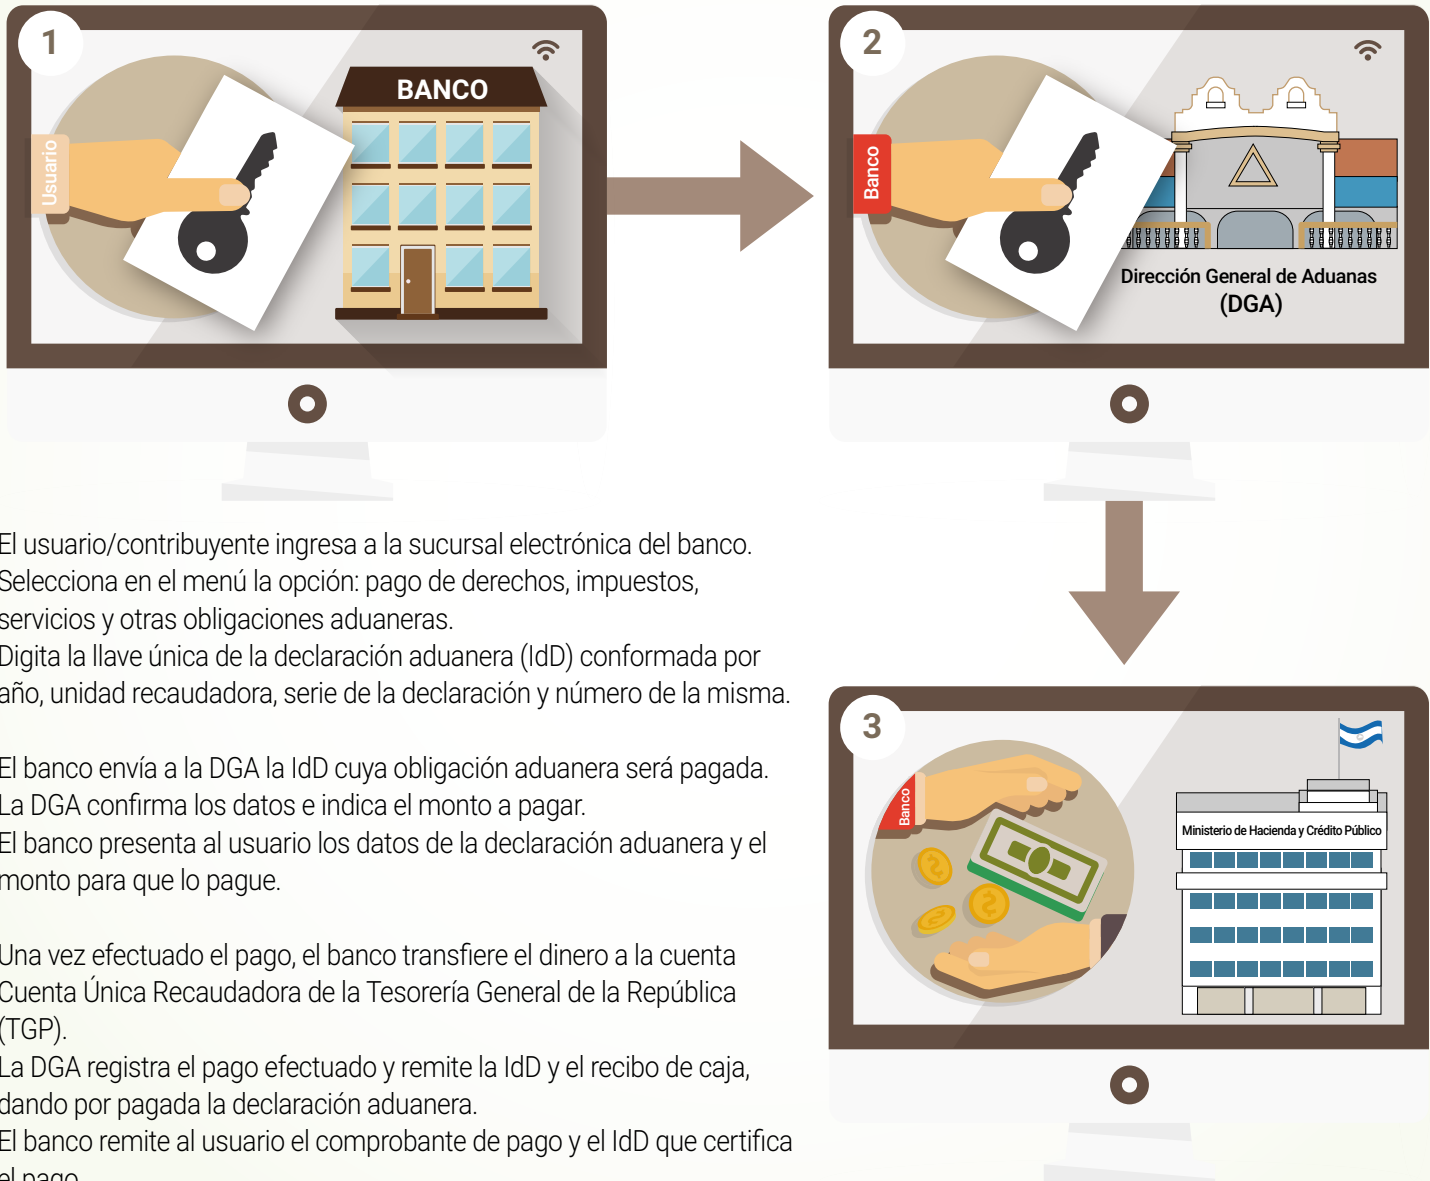 1
Usuario
BANCO
2
Banco
Dirección General de Aduanas
(DGA)
El usuario/contribuyente ingresa a la sucursal electrónica del banco.
Selecciona en el menú la opción: pago de derechos, impuestos,
servicios y otras obligaciones aduaneras.
Digita la llave única de la declaración aduanera (IdD) conformada por
año, unidad recaudadora, serie de la declaración y número de la misma.
El banco envía a la DGA la IdD cuya obligación aduanera será pagada.
La DGA confirma los datos e indica el monto a pagar.
El banco presenta al usuario los datos de la declaración aduanera y el
monto para que lo pague.
Una vez efectuado el pago, el banco transfiere el dinero a la cuenta
Cuenta Única Recaudadora de la Tesorería General de la República
(TGP).
La DGA registra el pago efectuado y remite la IdD y el recibo de caja,
dando por pagada la declaración aduanera.
El banco remite al usuario el comprobante de pago y el IdD que certifica
el pago
3
Banco
Ministerio de Hacienda y Crédito Público